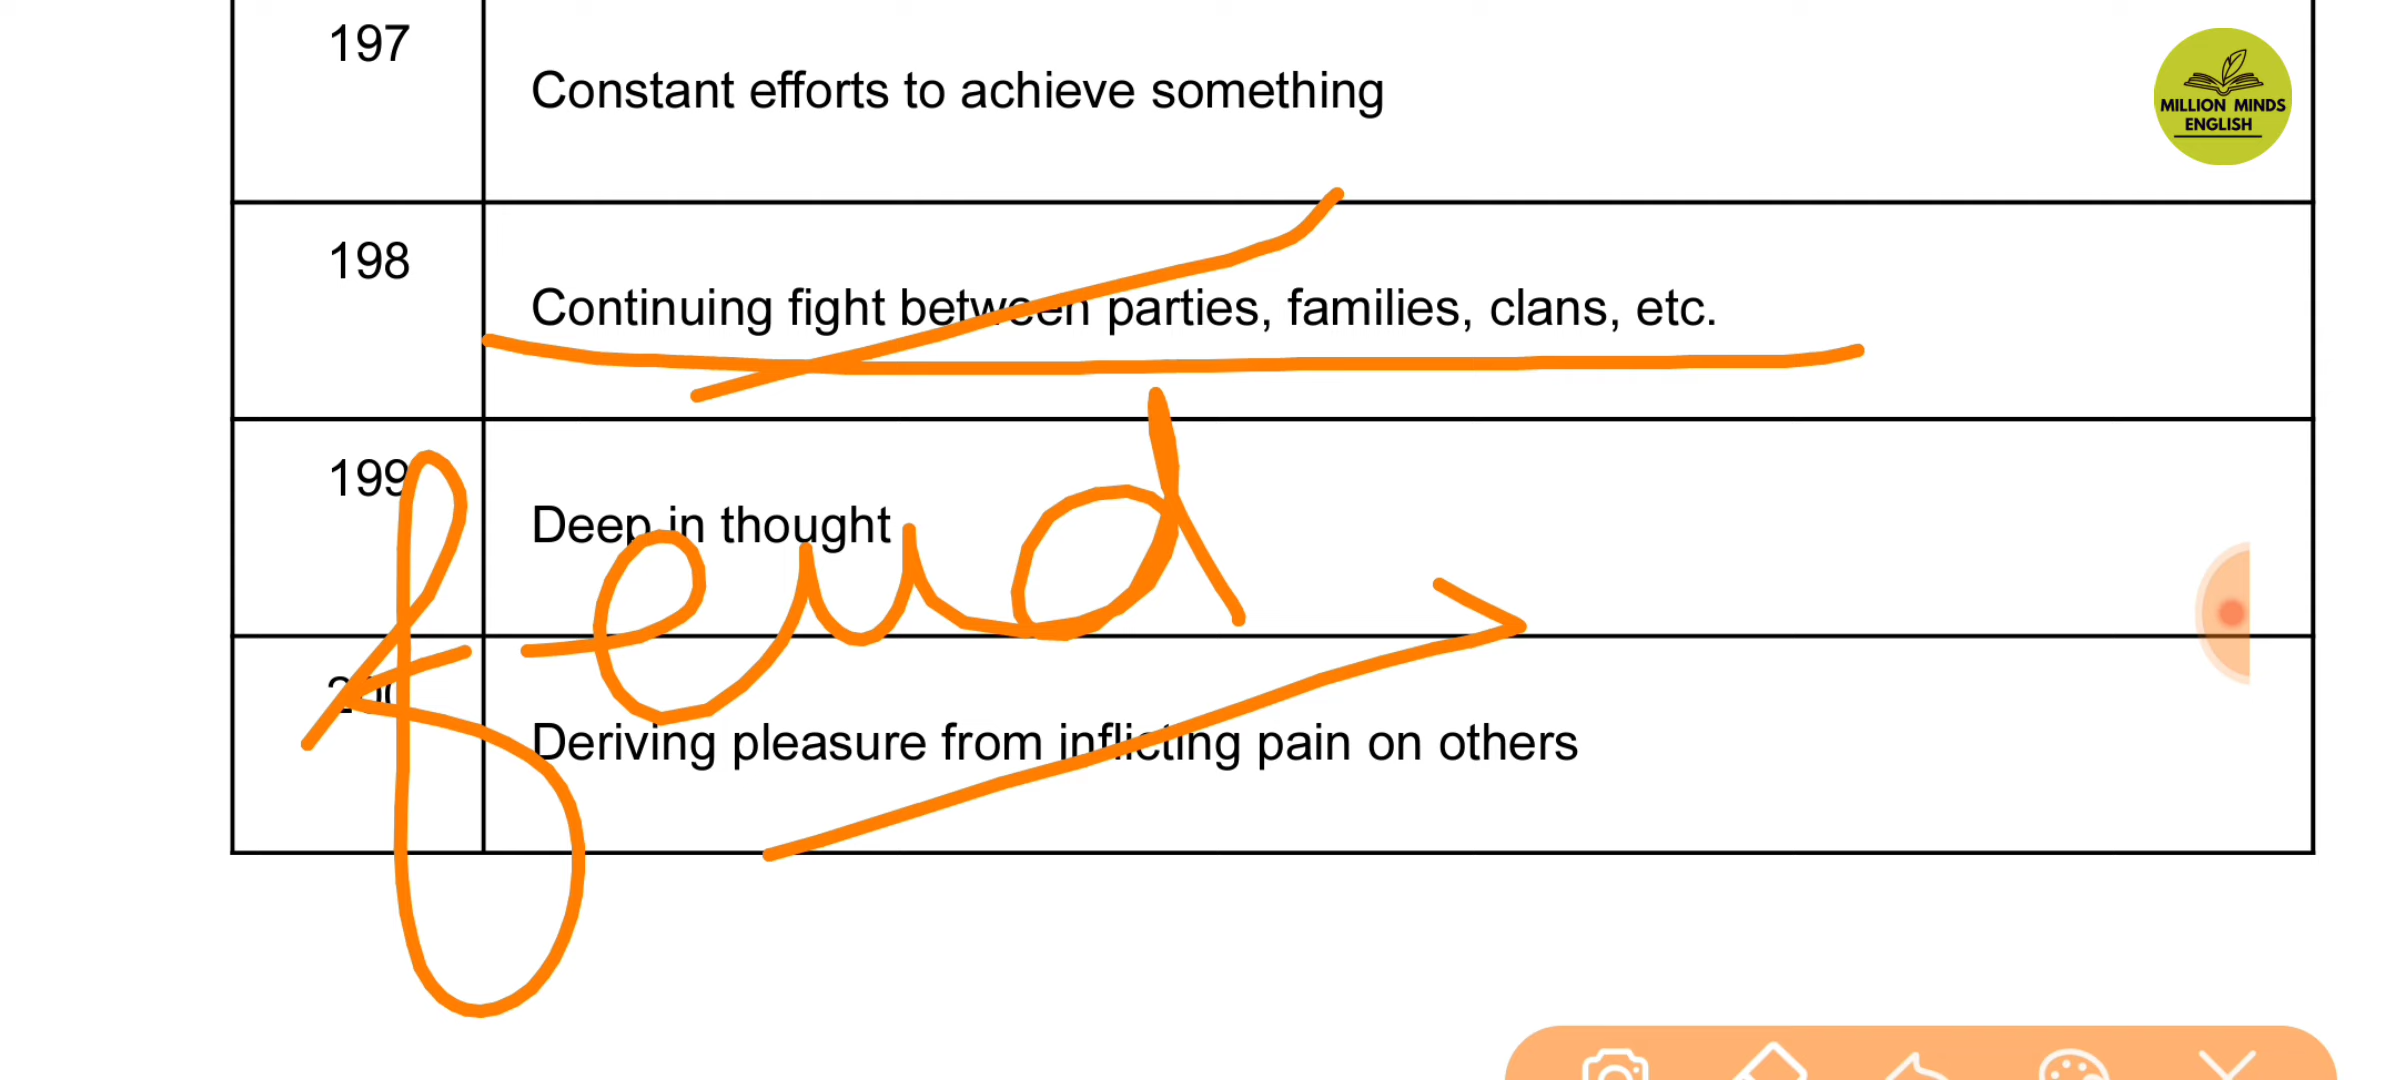 197
Constant efforts to achieve something
MILLION MINDS
ENGLISH
198
Continuing fight between parties, families, clans, etc.
199
Deep in thought
feud
200
Deriving pleasure from inflicting pain on others